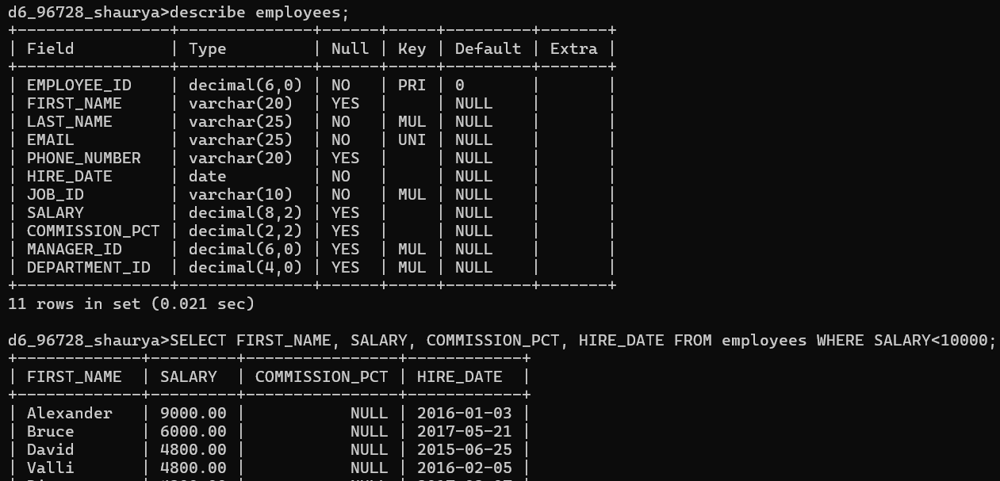 d6_96728_shaurya>describe employees;
+---------------+--------------+------+-----+---------+-------+
| Field         | Type         | Null | Key | Default | Extra |
+---------------+--------------+------+-----+---------+-------+
| EMPLOYEE_ID   | decimal(6,0) | NO   | PRI | 0       |       |
| FIRST_NAME    | varchar(20)  | YES  |     | NULL    |       |
| LAST_NAME     | varchar(25)  | NO   | MUL | NULL    |       |
| EMAIL         | varchar(25)  | NO   | UNI | NULL    |       |
| PHONE_NUMBER  | varchar(20)  | YES  |     | NULL    |       |
| HIRE_DATE     | date         | NO   |     | NULL    |       |
| JOB_ID        | varchar(10)  | NO   | MUL | NULL    |       |
| SALARY        | decimal(8,2) | YES  |     | NULL    |       |
| COMMISSION_PCT | decimal(2,2) | YES  |     | NULL    |       |
| MANAGER_ID    | decimal(6,0) | YES  | MUL | NULL    |       |
| DEPARTMENT_ID | decimal(4,0) | YES  | MUL | NULL    |       |
+---------------+--------------+------+-----+---------+-------+
11 rows in set (0.021 sec)
d6_96728_shaurya>SELECT FIRST_NAME, SALARY, COMMISSION_PCT, HIRE_DATE FROM employees WHERE SALARY<10000;
+-------------+---------+----------------+------------+
| FIRST_NAME  | SALARY  | COMMISSION_PCT | HIRE_DATE  |
+-------------+---------+----------------+------------+
| Alexander   | 9000.00 |           NULL | 2016-01-03 |
| Bruce       | 6000.00 |           NULL | 2017-05-21 |
| David       | 4800.00 |           NULL | 2015-06-25 |
| Valli       | 4800.00 |           NULL | 2016-02-05 |